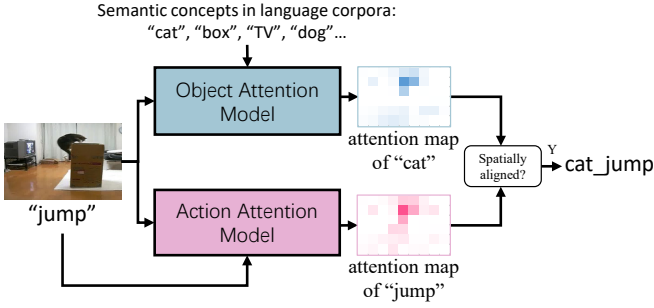 Semantic concepts in language corpora:
“cat”, “box”, “TV”, “dog”...
Object Attention
Model
attention map
of “cat”
Spatially
aligned?
Y
cat_jump
“jump”
Action Attention
Model
attention map
of “jump”